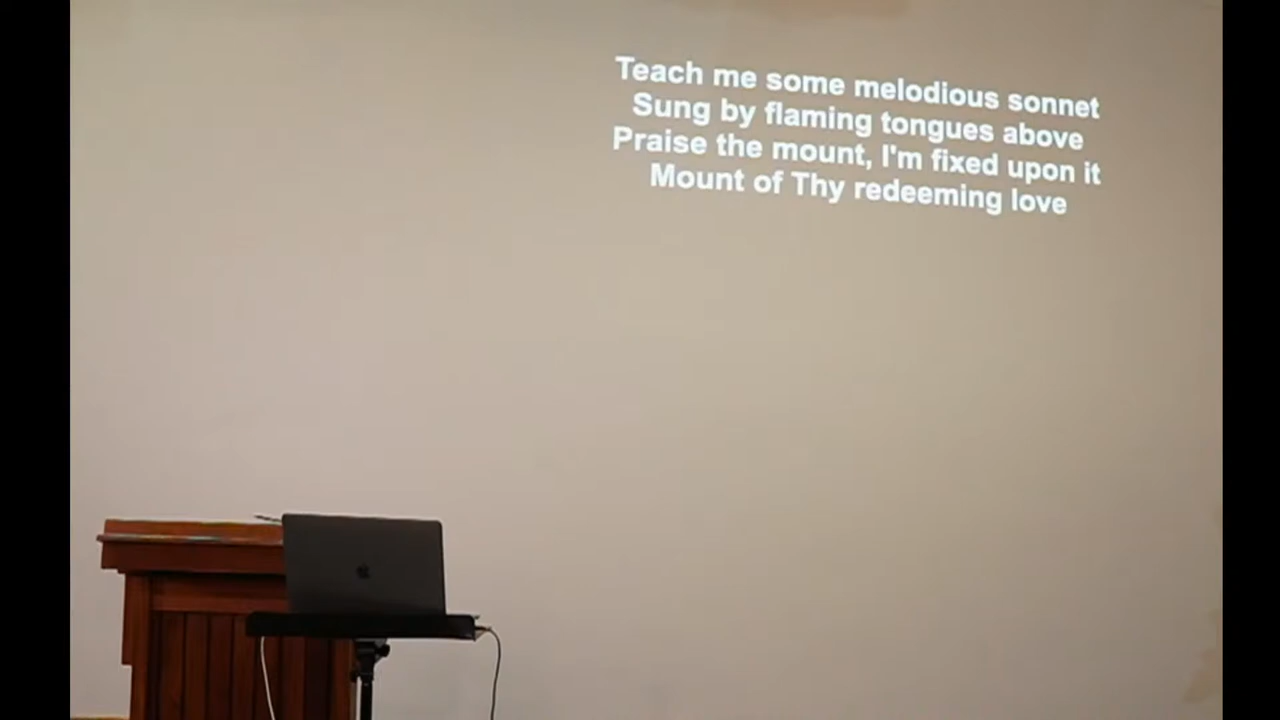 Teach me some melodious sonnet
Sung by flaming tongues above
Praise the mount, I'm fixed upon it
Mount of Thy redeeming love